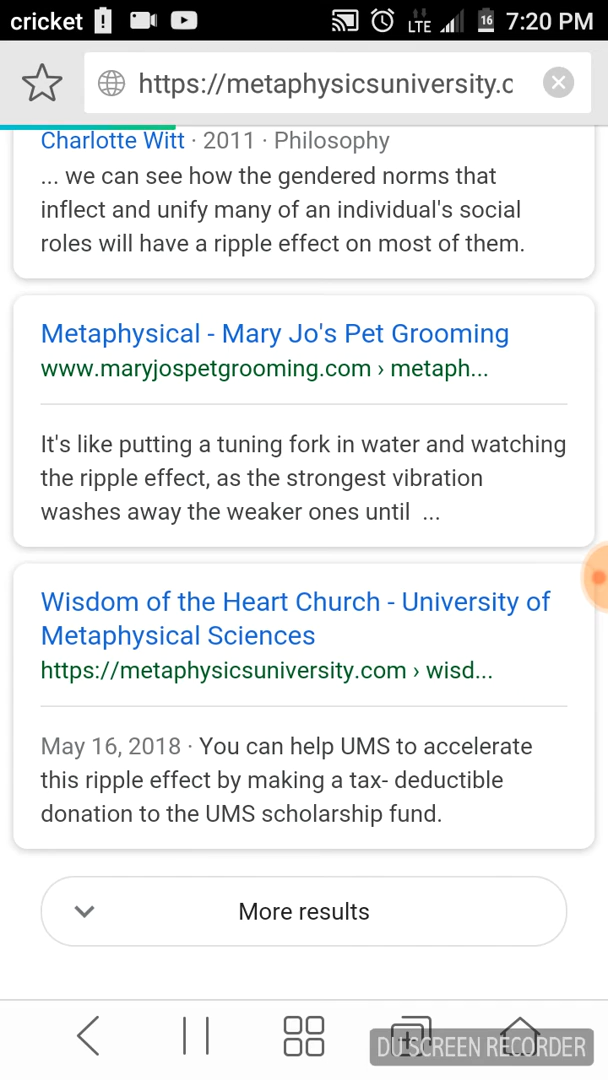 cricket
LTE
16
7:20 PM
https://metaphysicsuniversity.c
Charlotte Witt · 2011 · Philosophy
... we can see how the gendered norms that
inflect and unify many of an individual's social
roles will have a ripple effect on most of them.
Metaphysical - Mary Jo's Pet Grooming
www.maryjospetgrooming.com › metaph...
It's like putting a tuning fork in water and watching
the ripple effect, as the strongest vibration
washes away the weaker ones until ...
Wisdom of the Heart Church - University of
Metaphysical Sciences
https://metaphysicsuniversity.com › wisd...
May 16, 2018 · You can help UMS to accelerate
this ripple effect by making a tax- deductible
donation to the UMS scholarship fund.
More results
DU SCREEN RECORDER